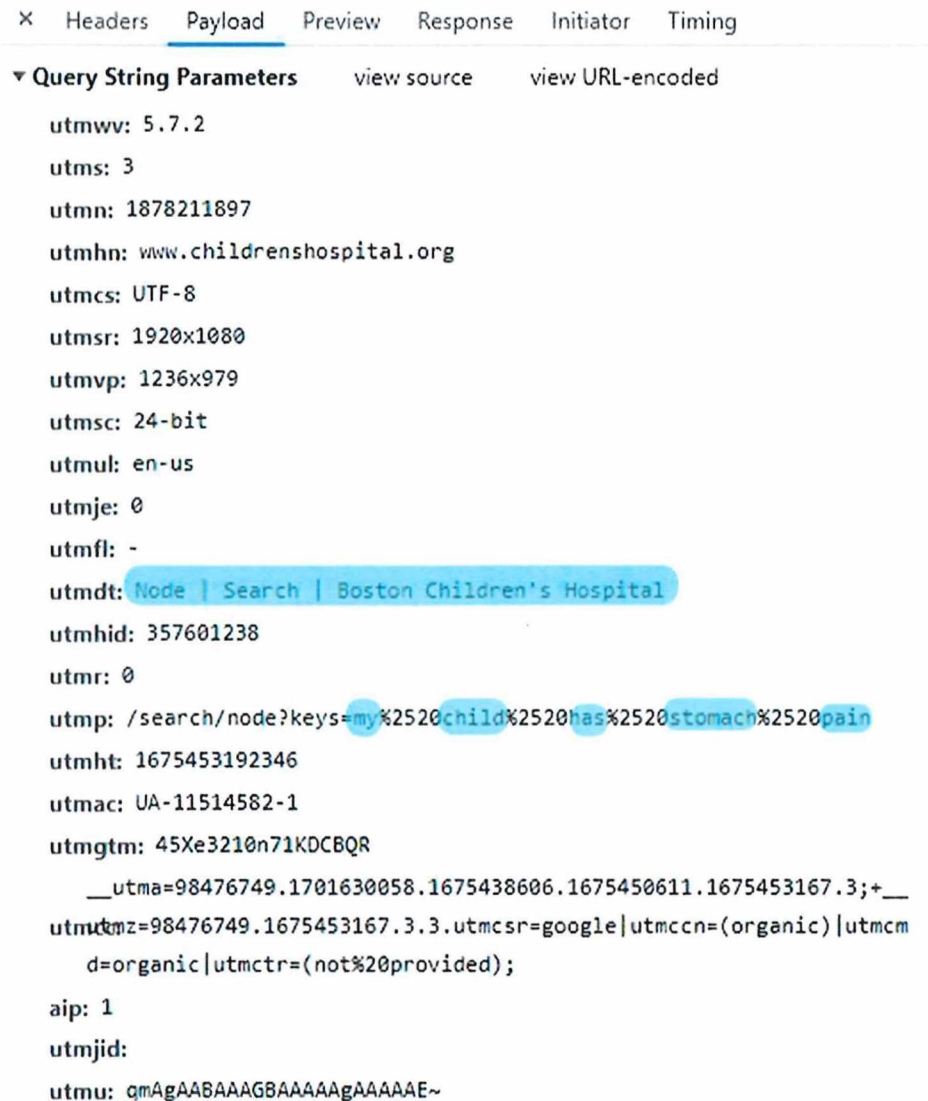 × Headers Payload Preview Response Initiator Timing
▼ Query String Parameters view source view URL-encoded
utmwv: 5.7.2
utms: 3
utmn: 1878211897
utmhn: www.childrenshospital.org
utmcs: UTF-8
utmsr: 1920x1080
utmvp: 1236x979
utmsc: 24-bit
utmul: en-us
utmje: 0
utmfl: -
utmdt: Node | Search | Boston Children's Hospital
utmhid: 357601238
utmr: 0
utmp: /search/node?keys=my%2520child%2520has%2520stomach%2520pain
utmht: 1675453192346
utmac: UA-11514582-1
utmgtm: 45Xe3210n71KDCBQR
__utma=98476749.1701630058.1675438606.1675450611.1675453167.3;+__
utmz=98476749.1675453167.3.3.utmcsr=google|utmccn=(organic)|utmcm
d=organic|utmctr=(not%20provided);
aip: 1
utmjid:
utmu: qmAgAABAAAGBAAAAAgAAAAAE~